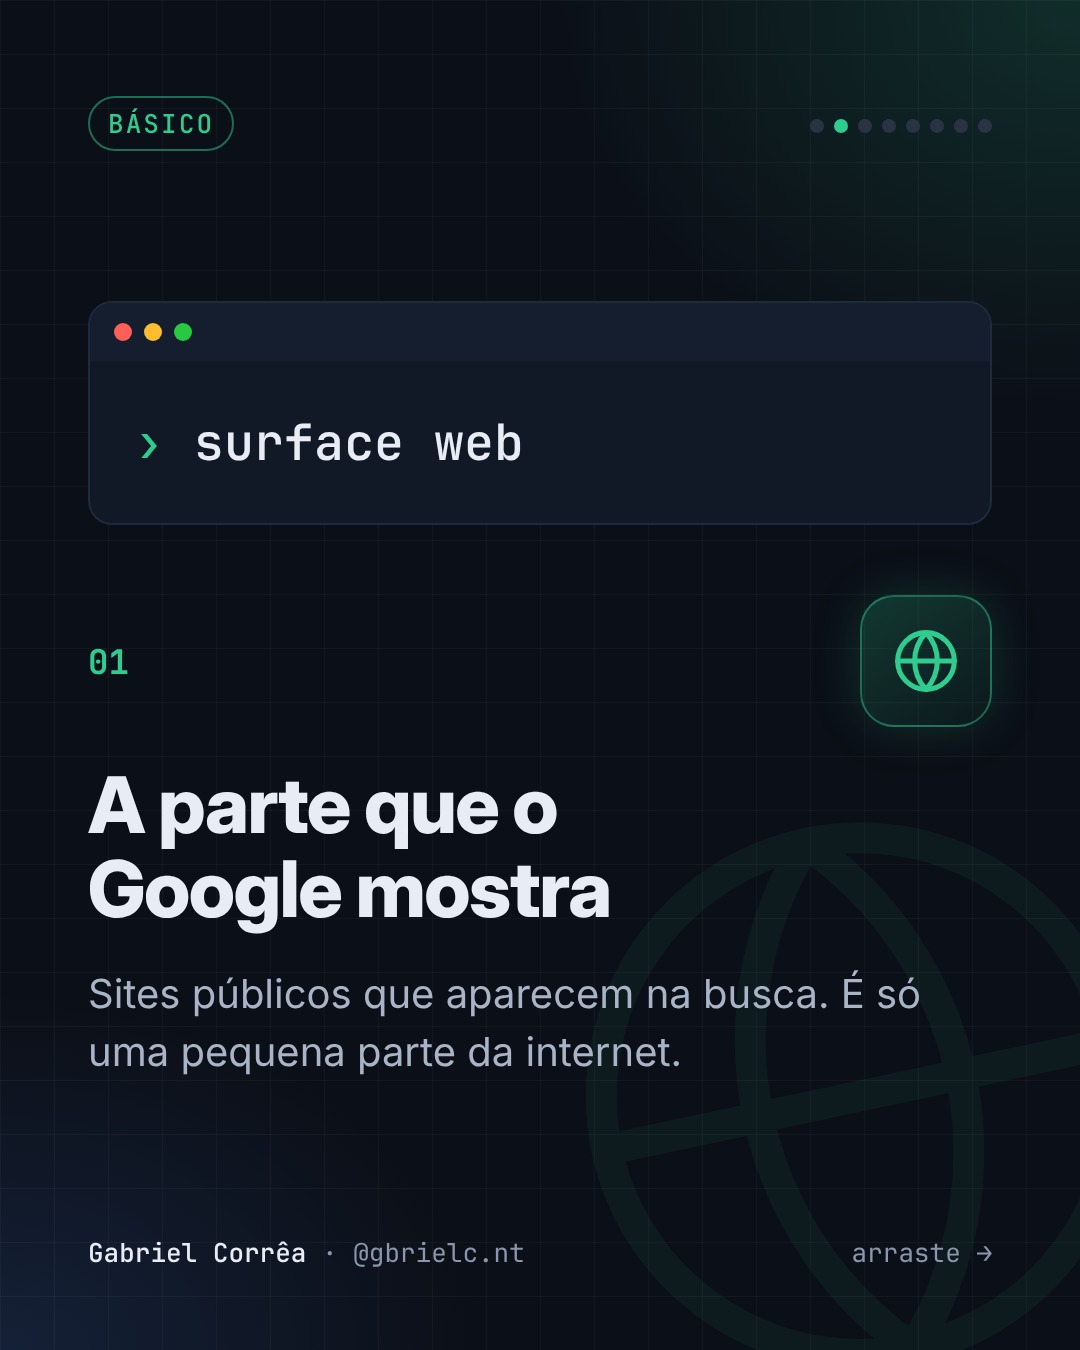 BÁSICO
› surface web
01
A parte que o
Google mostra
Sites públicos que aparecem na busca. É só
uma pequena parte da internet.
Gabriel Corrêa · @gbrielc.nt
arraste →